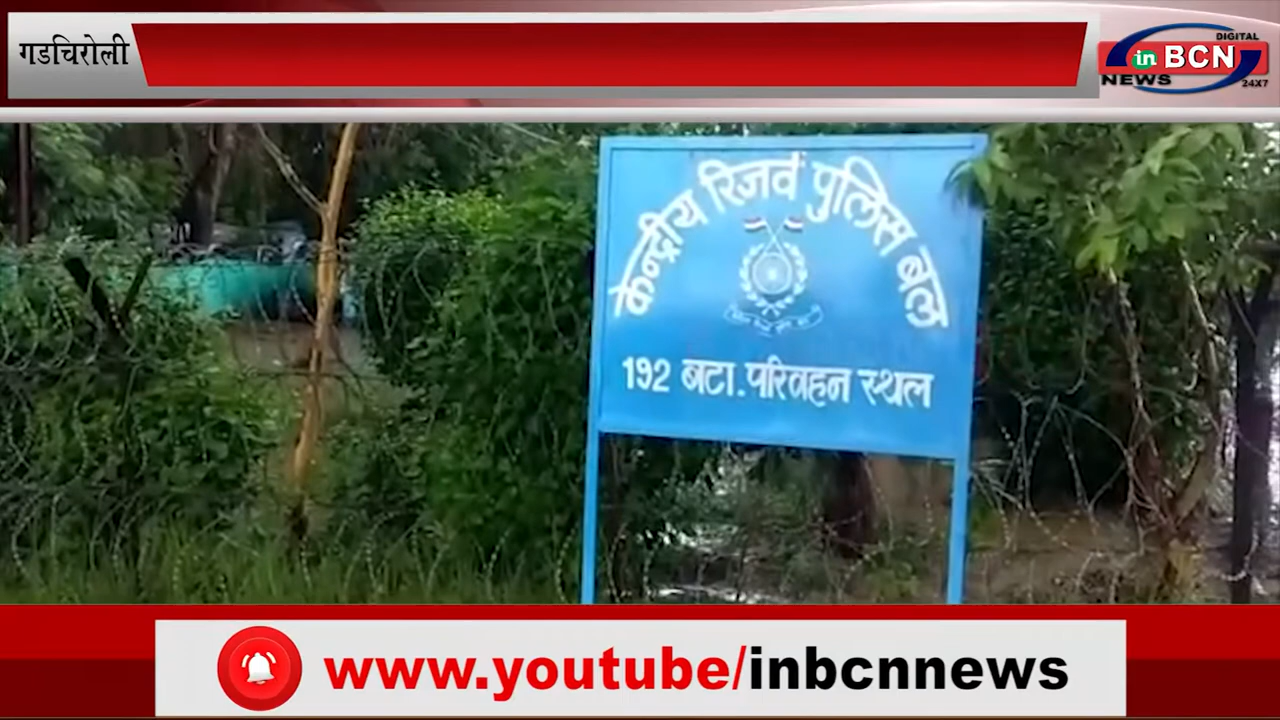 गडचिरोली
DIGITAL
in BCN
NEWS 24X7
केन्द्रीय रिजर्व पुलिस बल
192 बटा. परिवहन स्थल
www.youtube/inbcnnews